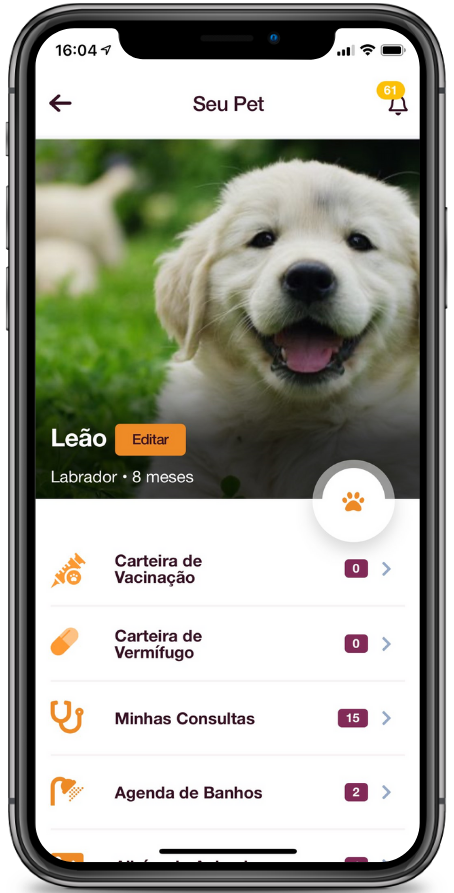 16:04
61
Seu Pet
Leão Editar
Labrador • 8 meses
Carteira de
Vacinação
0
Carteira de
Vermífugo
0
Minhas Consultas 15
Agenda de Banhos 2